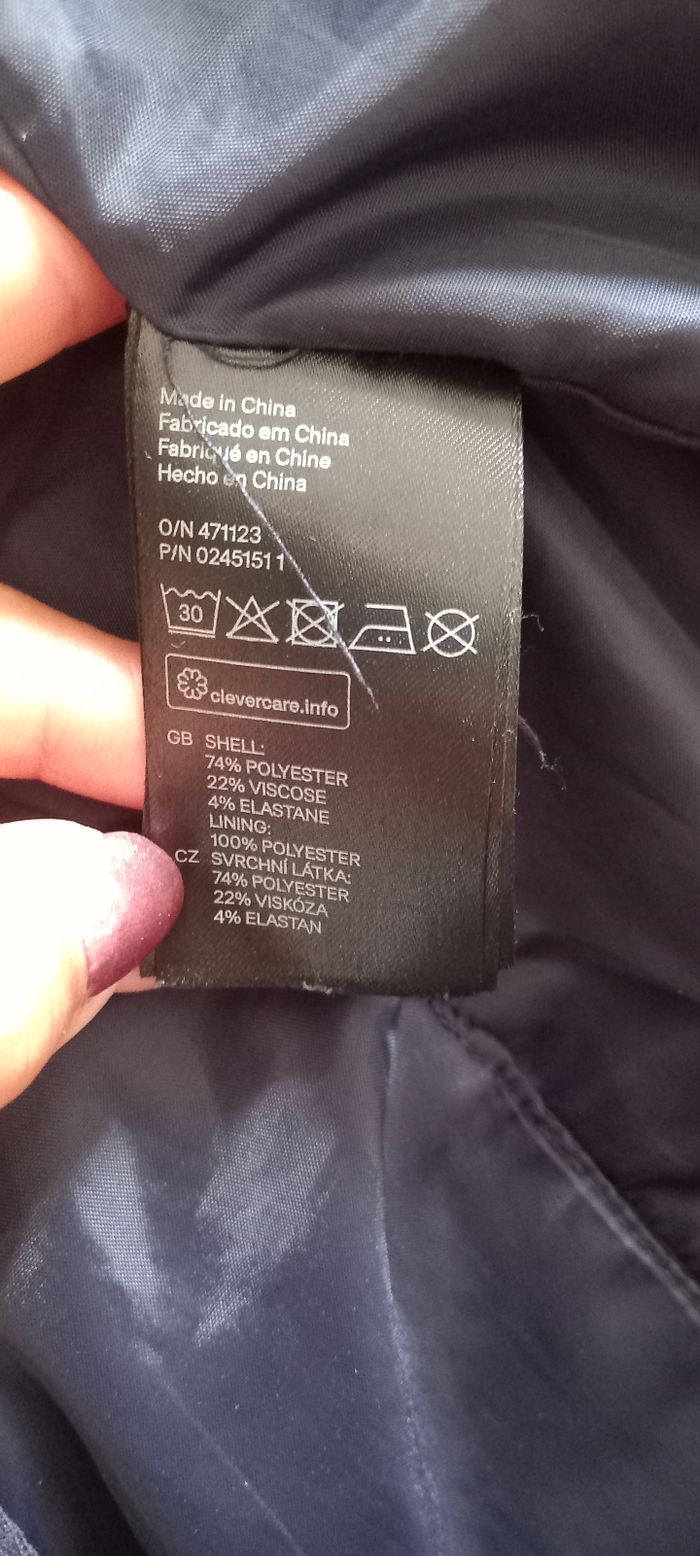 Made in China
Fabricado em China
Fabriqué en Chine
Hecho en China
O/N 471123
P/N 02451511
30
clevercare.info
GB SHELL:
74% POLYESTER
22% VISCOSE
4% ELASTANE
LINING:
100% POLYESTER
CZ SVRCHNÍ LÁTKA:
74% POLYESTER
22% VISKÓZA
4% ELASTAN